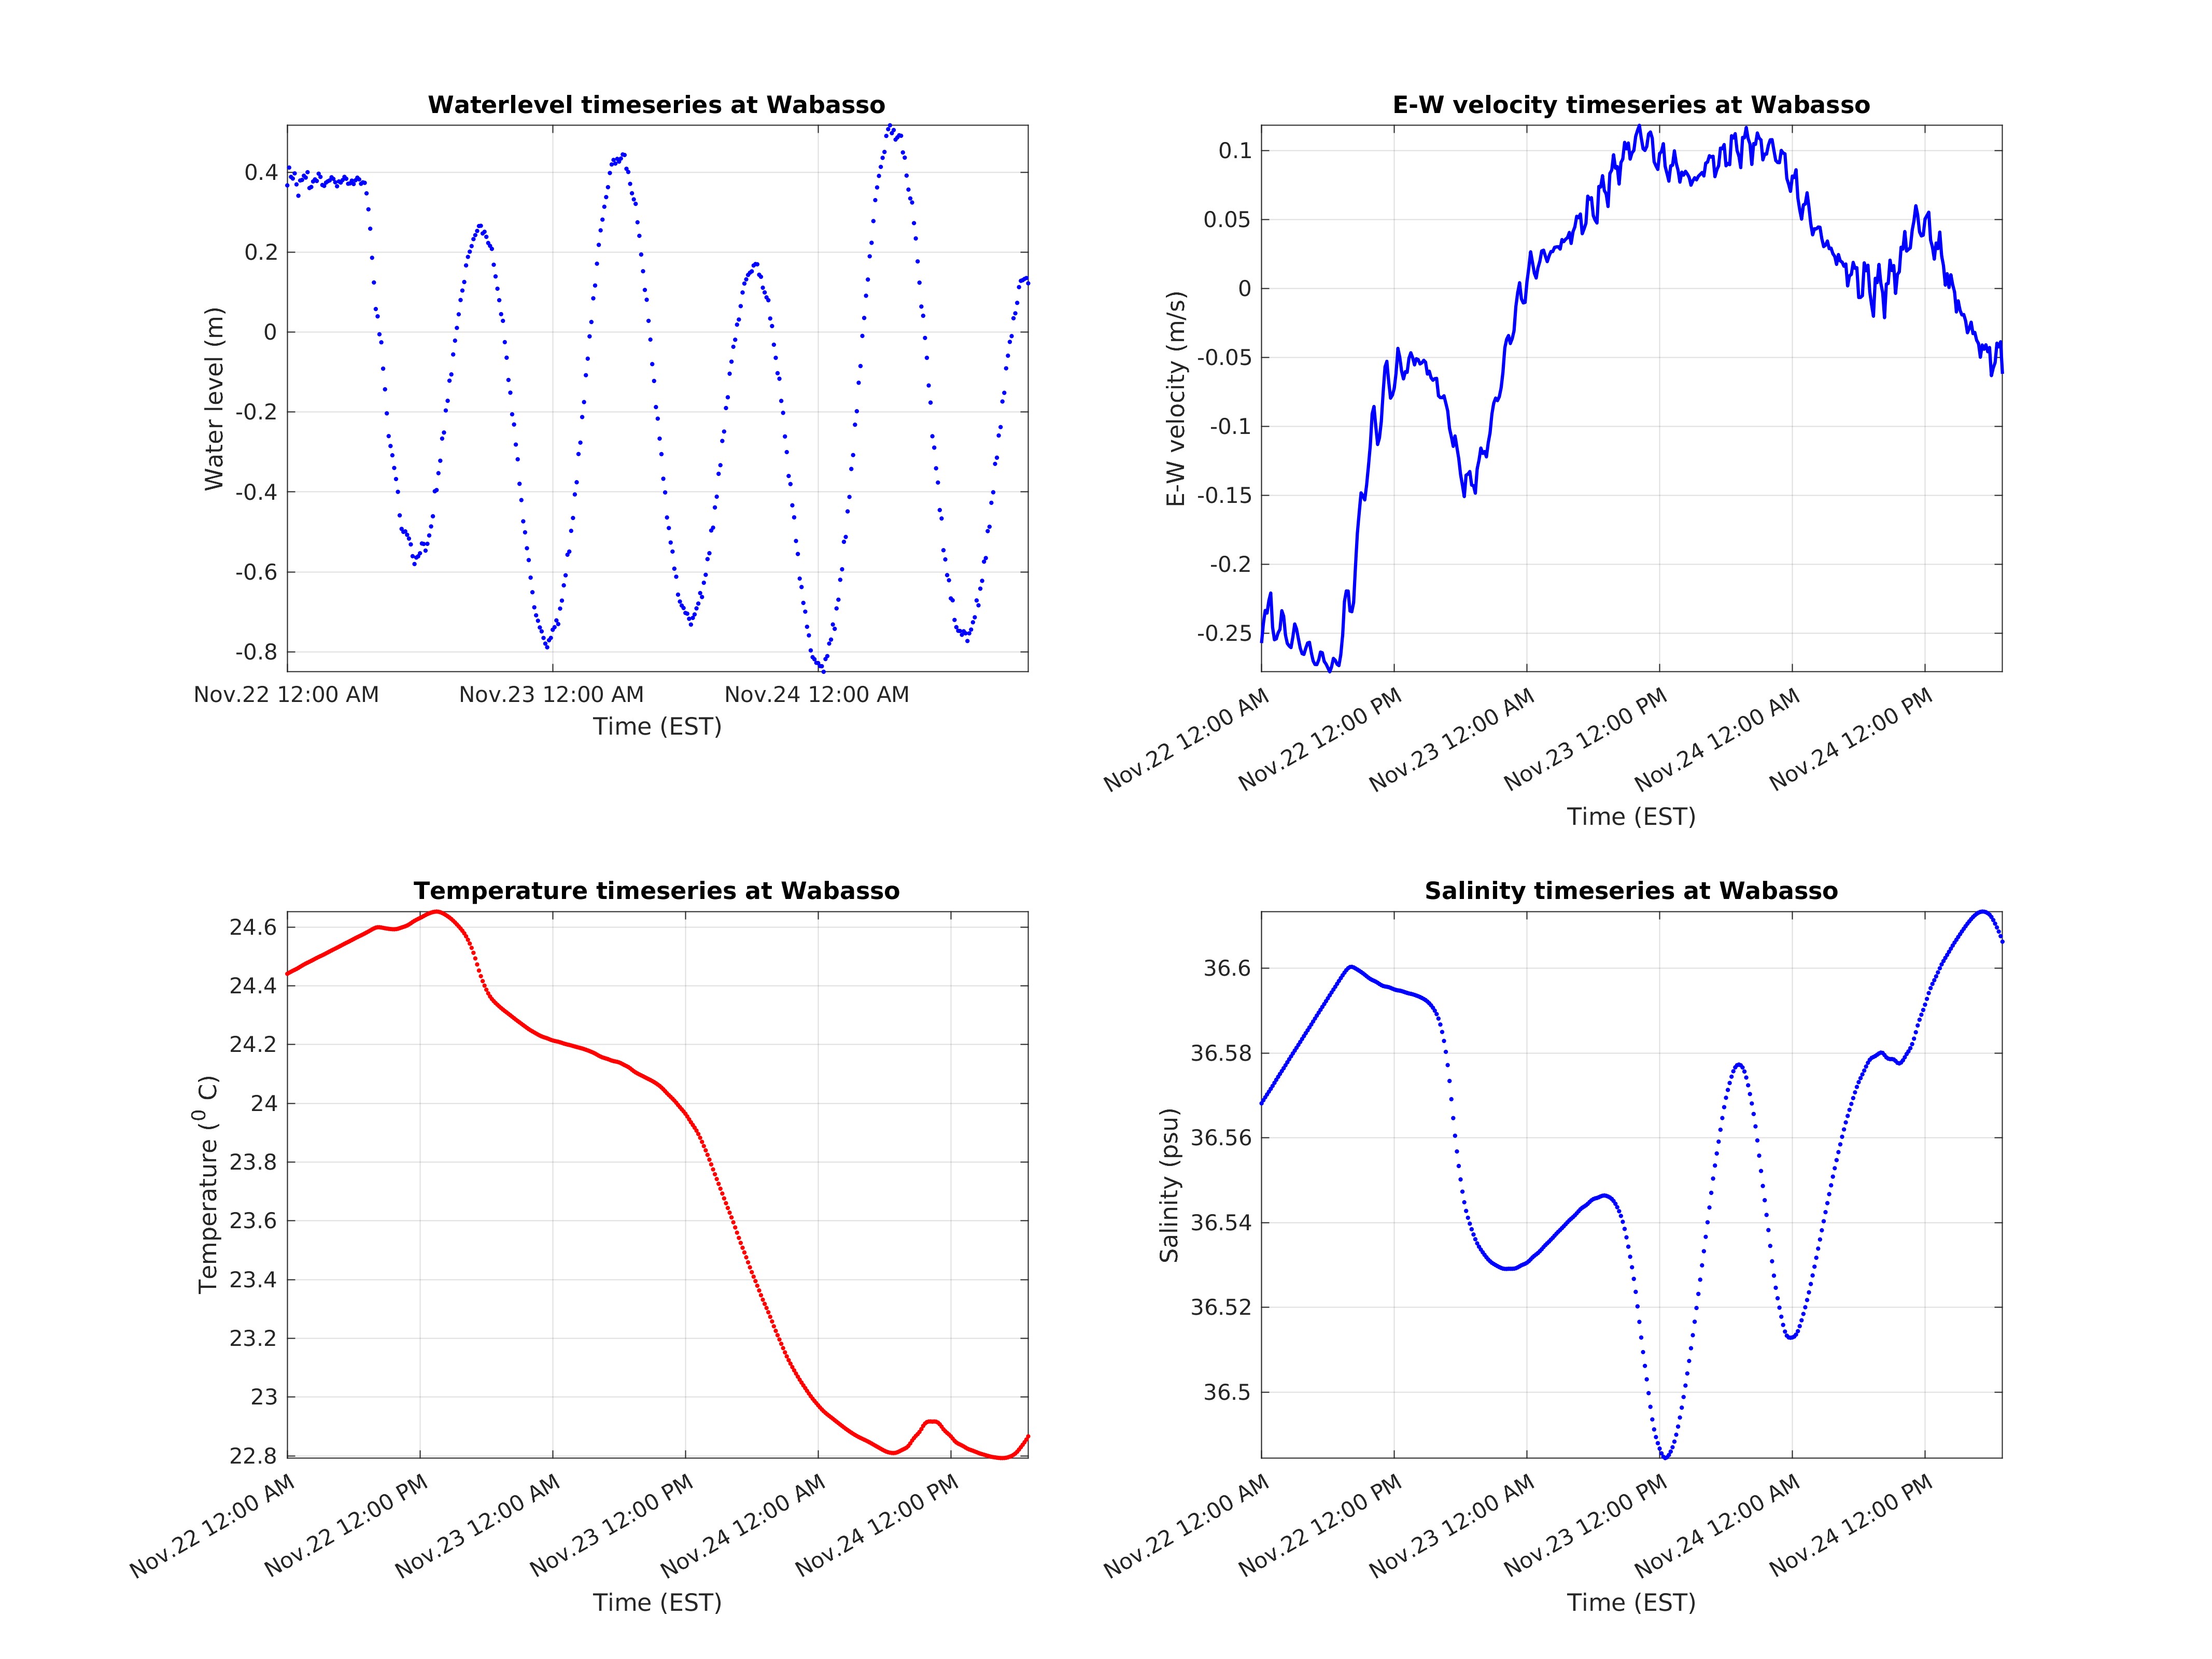 Waterlevel timeseries at Wabasso
0.4
0.2
0
-0.2
-0.4
-0.6
-0.8
Water level (m)
Nov.22 12:00 AM
Nov.23 12:00 AM
Nov.24 12:00 AM
Time (EST)
E-W velocity timeseries at Wabasso
0.1
0.05
0
-0.05
-0.1
-0.15
-0.2
-0.25
E-W velocity (m/s)
Nov.22 12:00 AM
Nov.22 12:00 PM
Nov.23 12:00 AM
Nov.23 12:00 PM
Nov.24 12:00 AM
Nov.24 12:00 PM
Time (EST)
Temperature timeseries at Wabasso
24.6
24.4
24.2
24
23.8
23.6
23.4
23.2
23
22.8
Temperature (⁰ C)
Nov.22 12:00 AM
Nov.22 12:00 PM
Nov.23 12:00 AM
Nov.23 12:00 PM
Nov.24 12:00 AM
Nov.24 12:00 PM
Time (EST)
Salinity timeseries at Wabasso
36.6
36.58
36.56
36.54
36.52
36.5
Salinity (psu)
Nov.22 12:00 AM
Nov.22 12:00 PM
Nov.23 12:00 AM
Nov.23 12:00 PM
Nov.24 12:00 AM
Nov.24 12:00 PM
Time (EST)